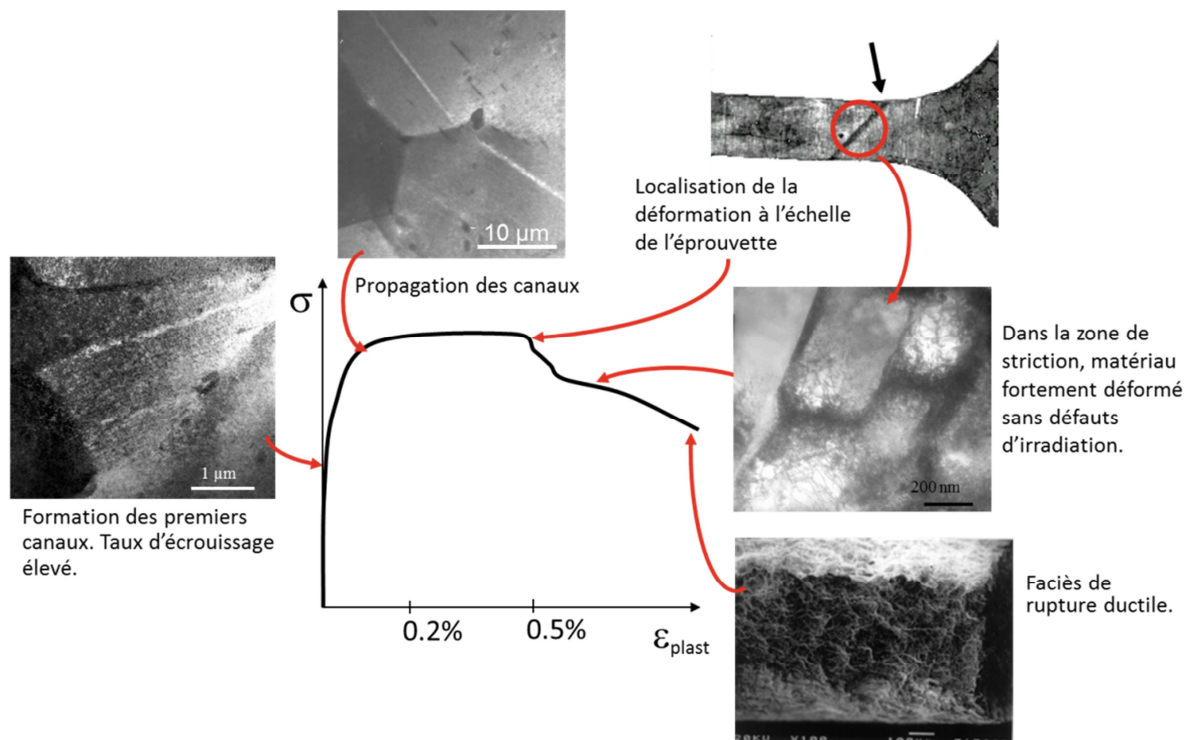 10 µm
Localisation de la
déformation à l'échelle
de l'éprouvette
Propagation des canaux
σ
1 µm
Formation des premiers
canaux. Taux d'écrouissage
élevé.
200 nm
Dans la zone de
striction, matériau
fortement déformé
sans défauts
d'irradiation.
0.2%
0.5%
εplast
Faciès de
rupture ductile.